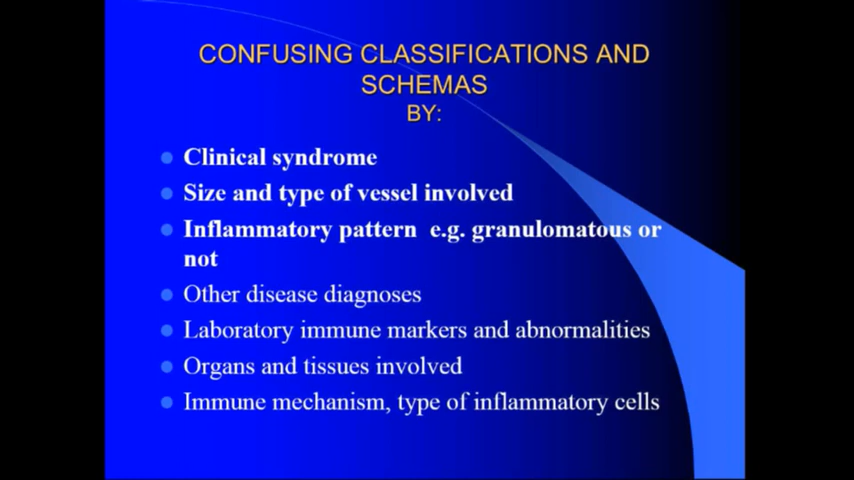 CONFUSING CLASSIFICATIONS AND
SCHEMAS
BY:
Clinical syndrome
Size and type of vessel involved
Inflammatory pattern e.g. granulomatous or
not
Other disease diagnoses
Laboratory immune markers and abnormalities
Organs and tissues involved
Immune mechanism, type of inflammatory cells